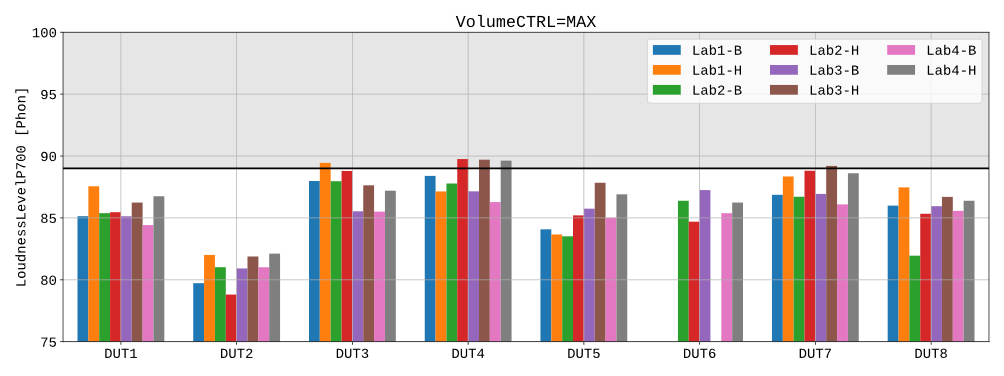 VolumeCTRL=MAX
LoudnessLevelP700 [Phon]
100
95
90
85
80
75
Lab1-B
Lab1-H
Lab2-B
Lab2-H
Lab3-B
Lab3-H
Lab4-B
Lab4-H
DUT1 DUT2 DUT3 DUT4 DUT5 DUT6 DUT7 DUT8